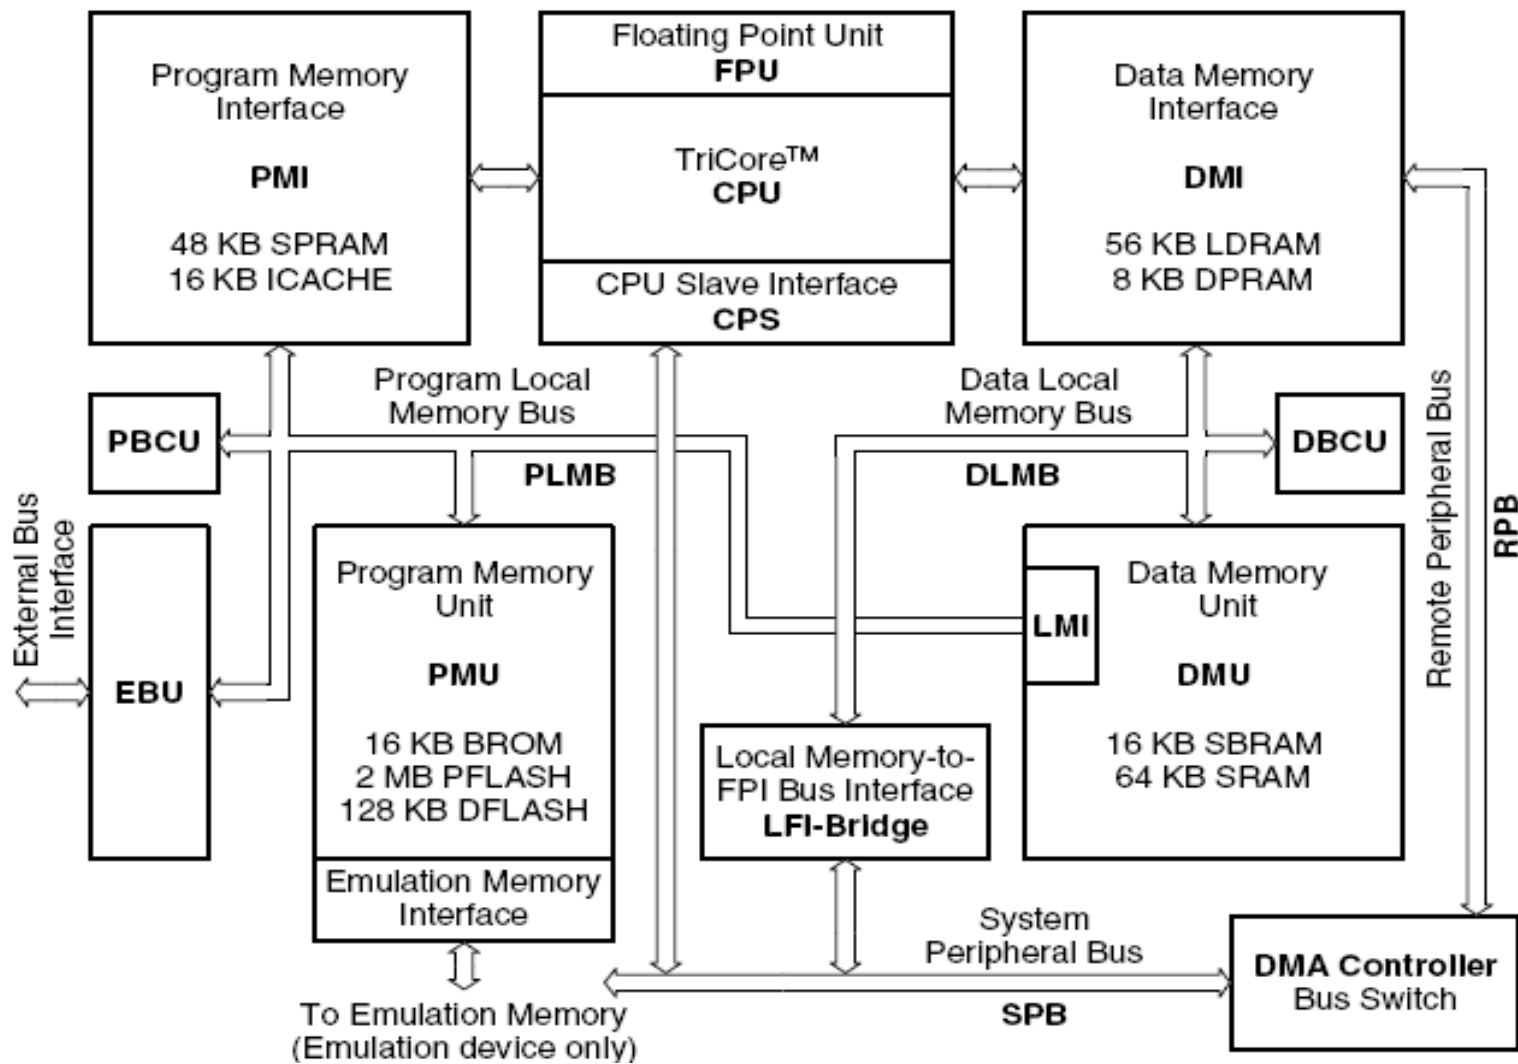 Program Memory
Interface
PMI
48 KB SPRAM
16 KB ICACHE
Floating Point Unit
FPU
TriCore™
CPU
CPU Slave Interface
CPS
Data Memory
Interface
DMI
56 KB LDRAM
8 KB DPRAM
Program Local
Memory Bus
Data Local
Memory Bus
PBCU
PLMB
DLMB
DBCU
Remote Peripheral Bus
RPB
External Bus
Interface
EBU
Program Memory
Unit
PMU
16 KB BROM
2 MB PFLASH
128 KB DFLASH
Emulation Memory
Interface
LMI
Data Memory
Unit
DMU
16 KB SBRAM
64 KB SRAM
Local Memory-to-
FPI Bus Interface
LFI-Bridge
System
Peripheral Bus
SPB
DMA Controller
Bus Switch
To Emulation Memory
(Emulation device only)